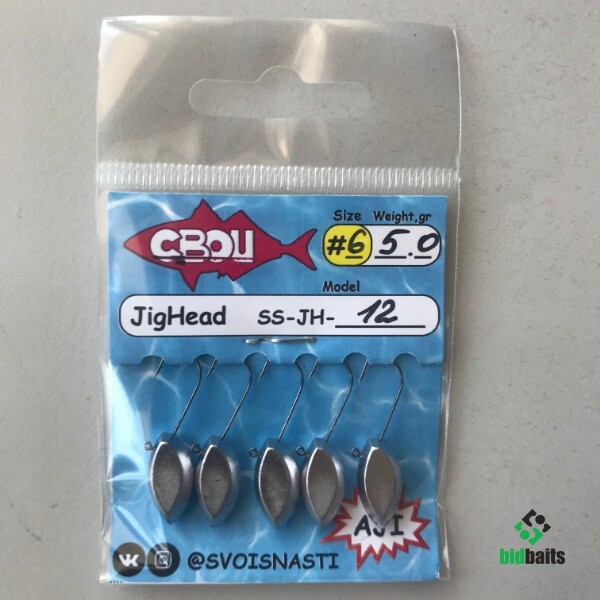 СВОИ
Size Weight,gr
#6 5.0
Model
JigHead SS-JH- 12
AJI
@SVOISNASTI
bidbaits